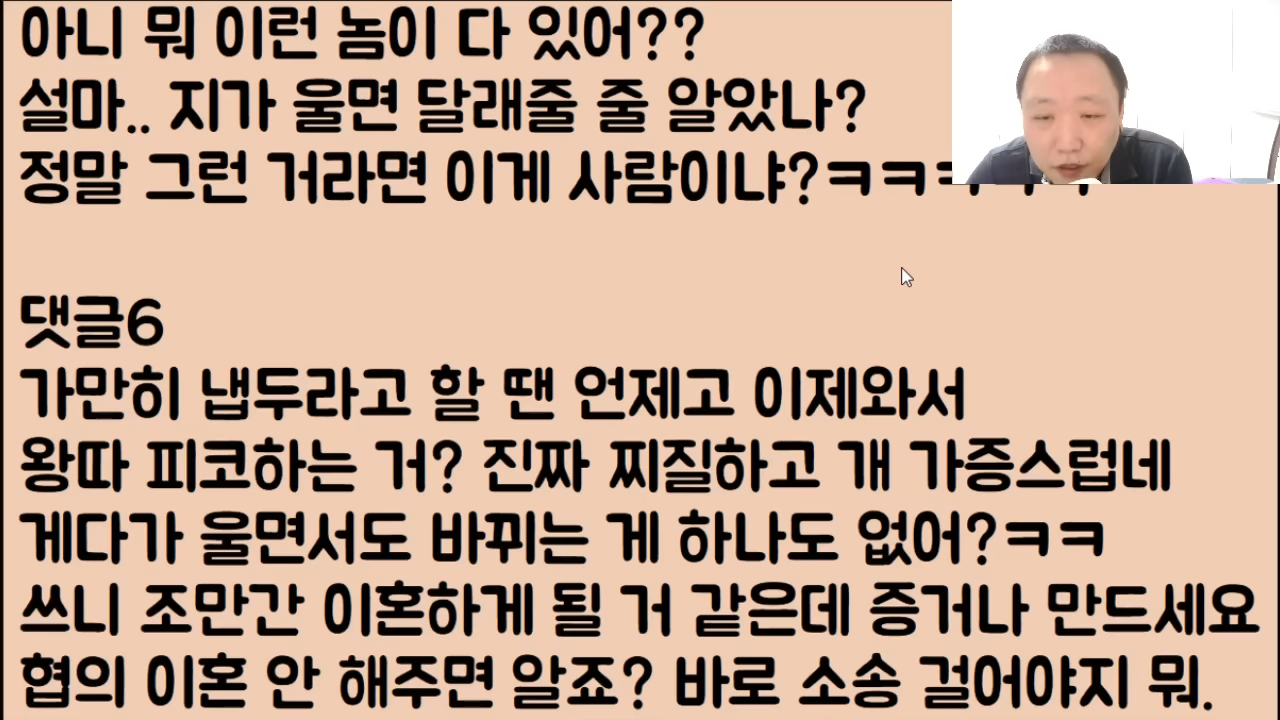 아니 뭐 이런 놈이 다 있어??
설마.. 지가 울면 달래줄 줄 알았나?
정말 그런 거라면 이게 사람이냐?ㅋㅋㅋㅋㅋ
댓글6
가만히 냅두라고 할 땐 언제고 이제와서
왕따 피코하는 거? 진짜 찌질하고 개 가증스럽네
게다가 울면서도 바뀌는 게 하나도 없어?ㅋㅋ
쓰니 조만간 이혼하게 될 거 같은데 증거나 만드세요
협의 이혼 안 해주면 알죠? 바로 소송 걸어야지 뭐.